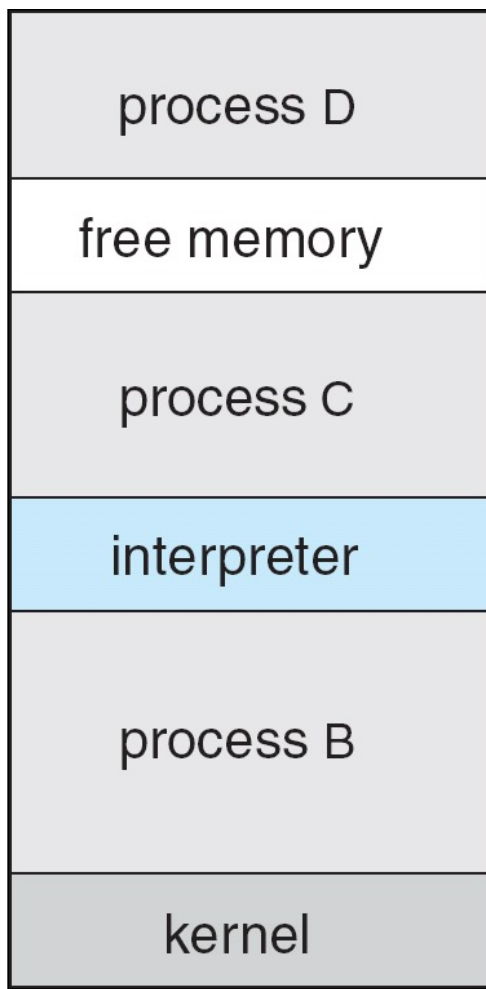 process D
free memory
process C
interpreter
process B
kernel